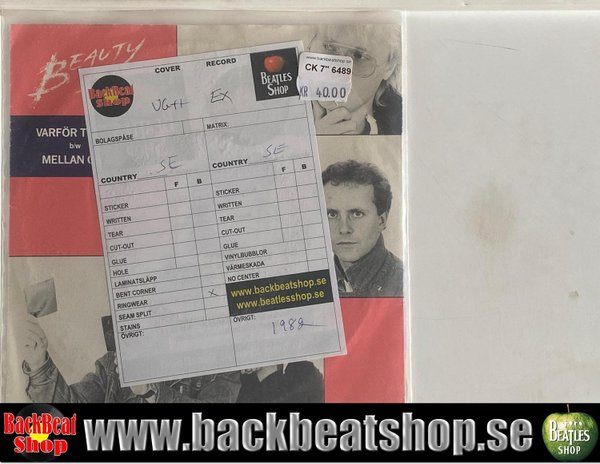 BEAUTY
VARFÖR T
b/w
MELLAN
BackBeat
Shop
COVER
RECORD
BEATLES
SHOP
www.backbeatshop.se
CK 7" 6489
KR 40.00
VG++
EX
BOLAGSPÅSE
MATRIX:
SE
SE
COUNTRY
F
B
COUNTRY
F
B
STICKER
WRITTEN
TEAR
CUT-OUT
GLUE
HOLE
LAMINATSLÄPP
BENT CORNER
RINGWEAR
X
SEAM SPLIT
STAINS
ÖVRIGT:
STICKER
WRITTEN
TEAR
CUT-OUT
GLUE
VINYLBUBBLOR
VÄRMESKADA
NO CENTER
www.backbeatshop.se
www.beatlesshop.se
ÖVRIGT:
1982
BackBeat
Shop
www.backbeatshop.se
BEATLES
SHOP